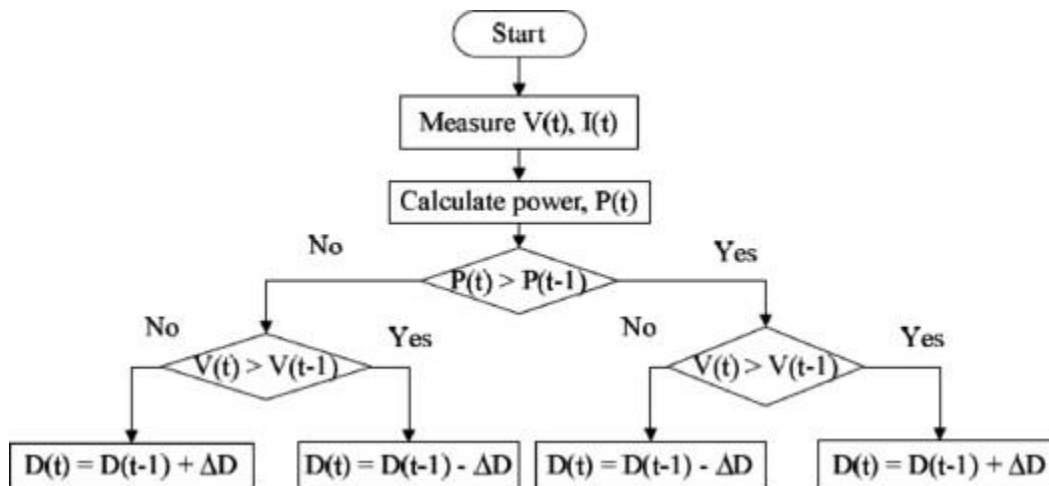 Start
Measure V(t), I(t)
Calculate power, P(t)
No
Yes
P(t) > P(t-1)
No
Yes
No
Yes
V(t) > V(t-1)
V(t) > V(t-1)
D(t) = D(t-1) + ΔD
D(t) = D(t-1) - ΔD
D(t) = D(t-1) - ΔD
D(t) = D(t-1) + ΔD